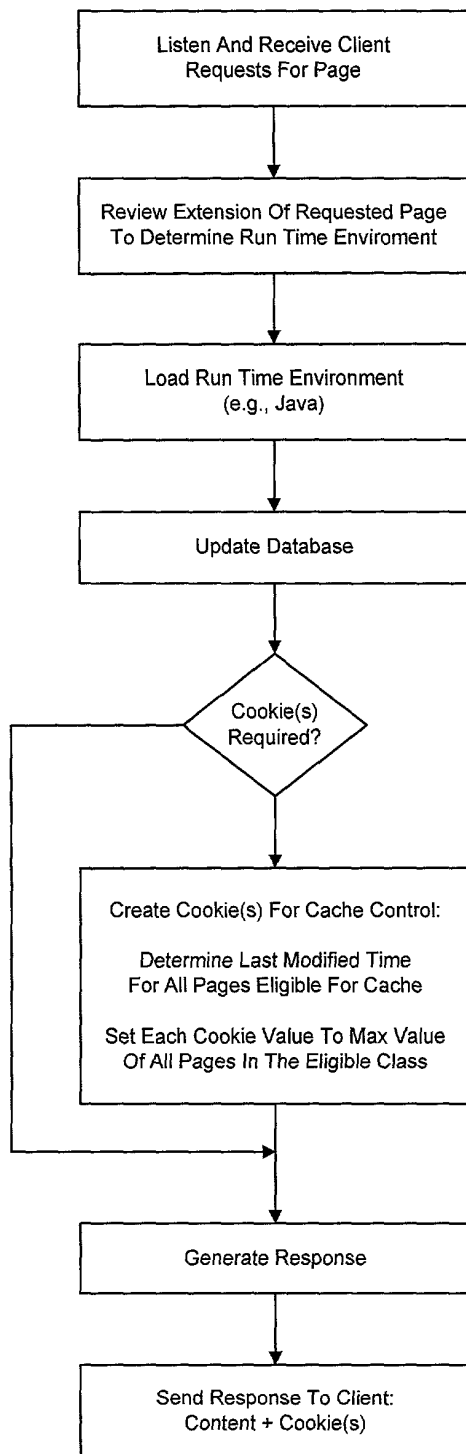 Listen And Receive Client
Requests For Page
Review Extension Of Requested Page
To Determine Run Time Enviroment
Load Run Time Environment
(e.g., Java)
Update Database
Cookie(s)
Required?
Create Cookie(s) For Cache Control:
Determine Last Modified Time
For All Pages Eligible For Cache
Set Each Cookie Value To Max Value
Of All Pages In The Eligible Class
Generate Response
Send Response To Client:
Content + Cookie(s)